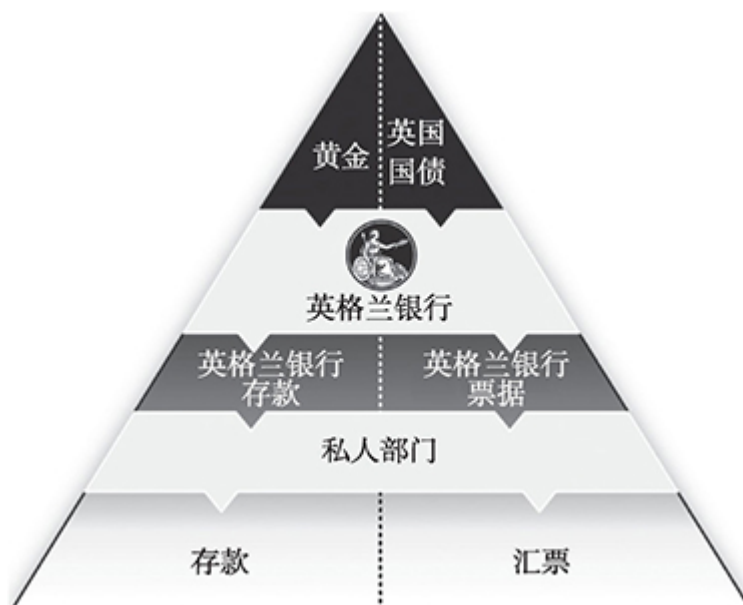 黄金
英国
国债
英格兰银行
英格兰银行
存款
英格兰银行
票据
私人部门
存款
汇票